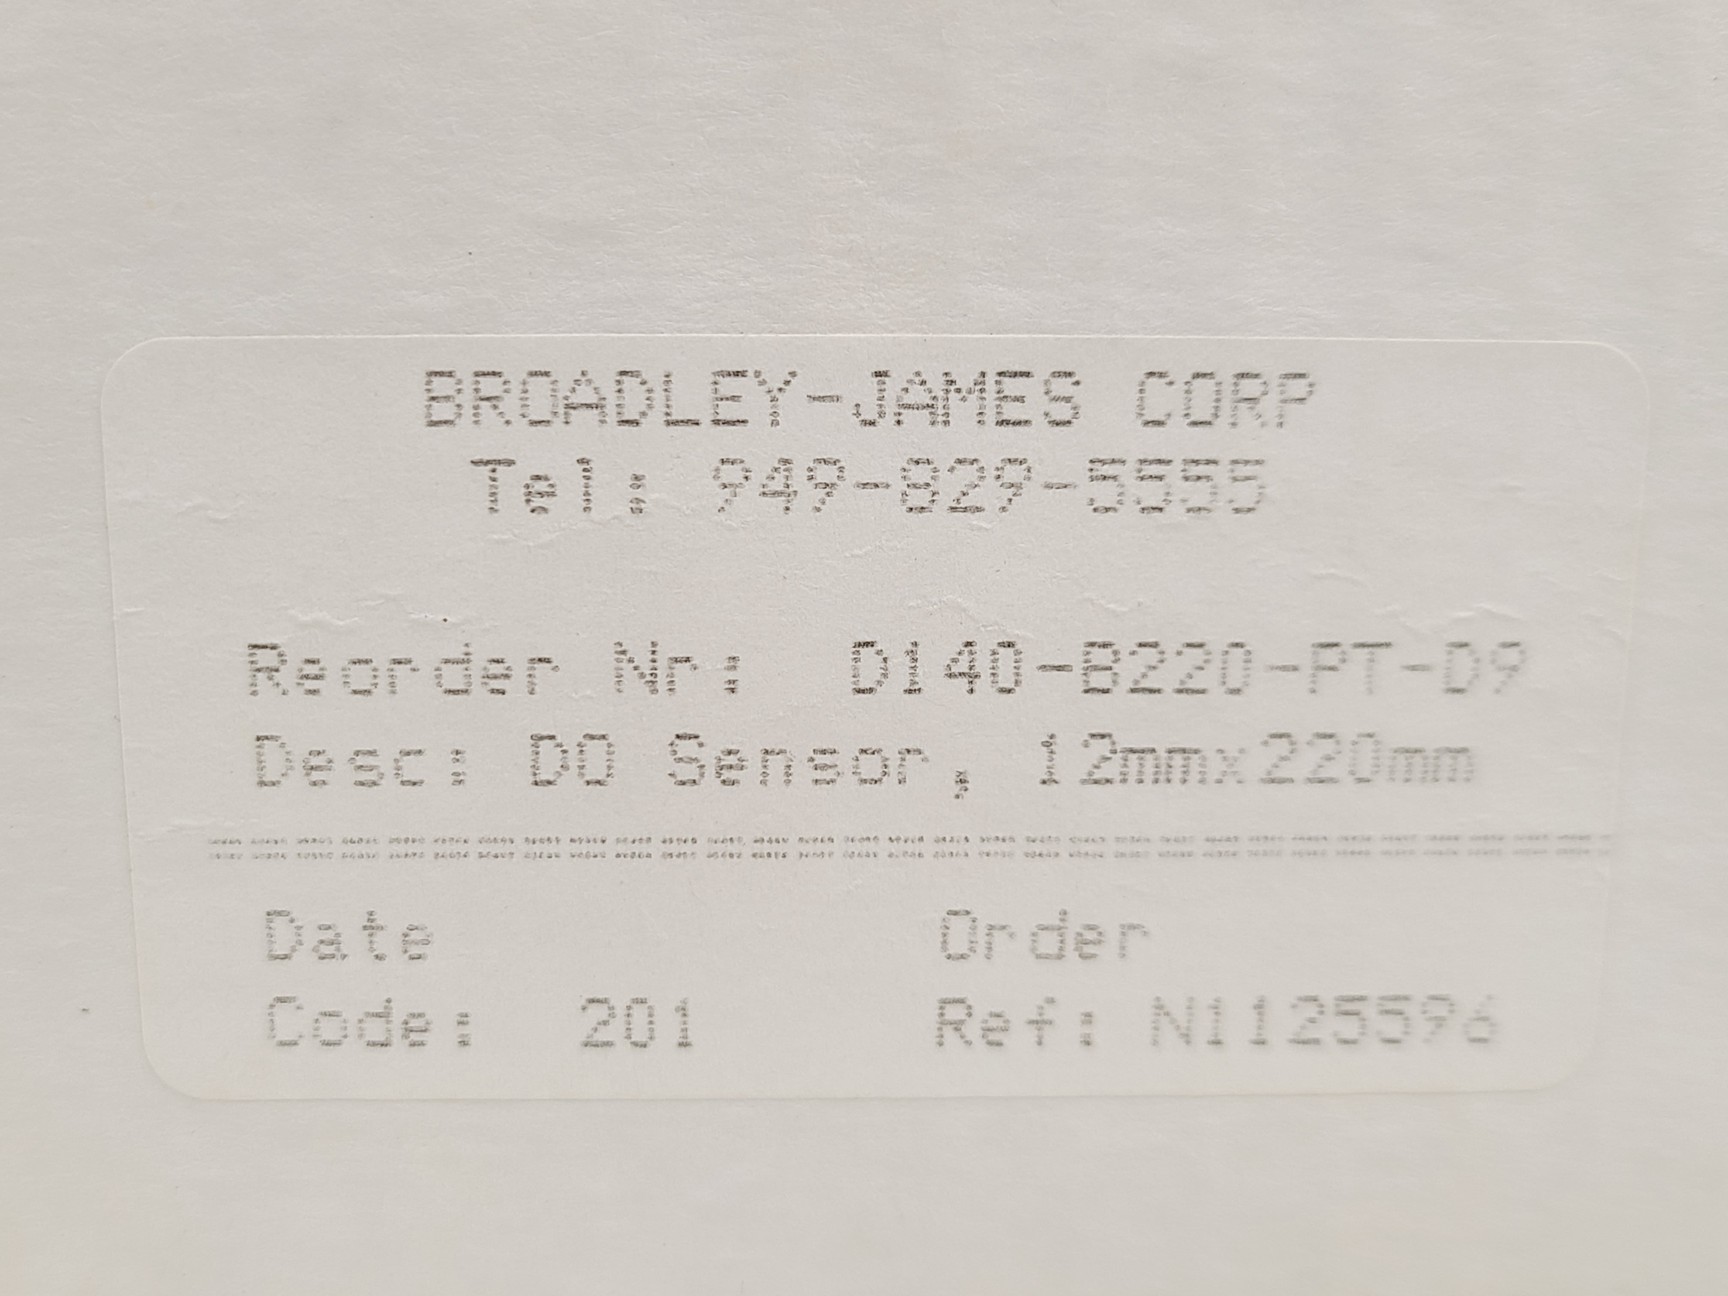 BROADLEY-JAMES CORP
Tel: 949-829-5555
Reorder Nr: D140-B220-PT-D9
Desc: DO Sensor, 12mmx220mm
Date Order
Code: 201 Ref: N1125596